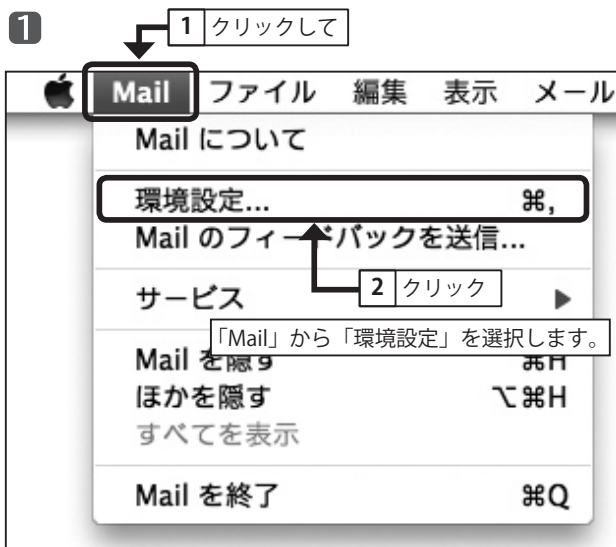 1
1 クリックして
Mail ファイル 編集 表示 メール
Mail について
環境設定... ⌘,
Mail のフィードバックを送信...
サービス ▶
2 クリック
「Mail」から「環境設定」を選択します。
Mail を隠す ⌘H
ほかを隠す ⌥⌘H
すべてを表示
Mail を終了 ⌘Q